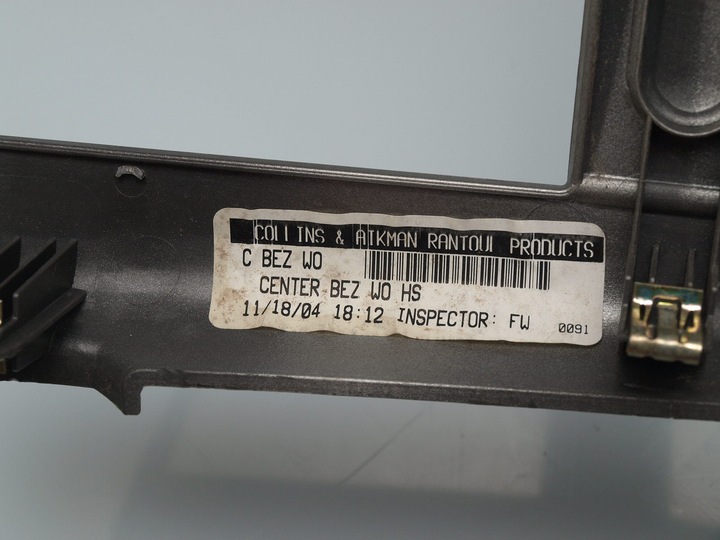 COLLINS & AIKMAN RANTOUL PRODUCTS
C BEZ WO
CENTER BEZ WO HS
11/18/04 18:12 INSPECTOR: FW 0091